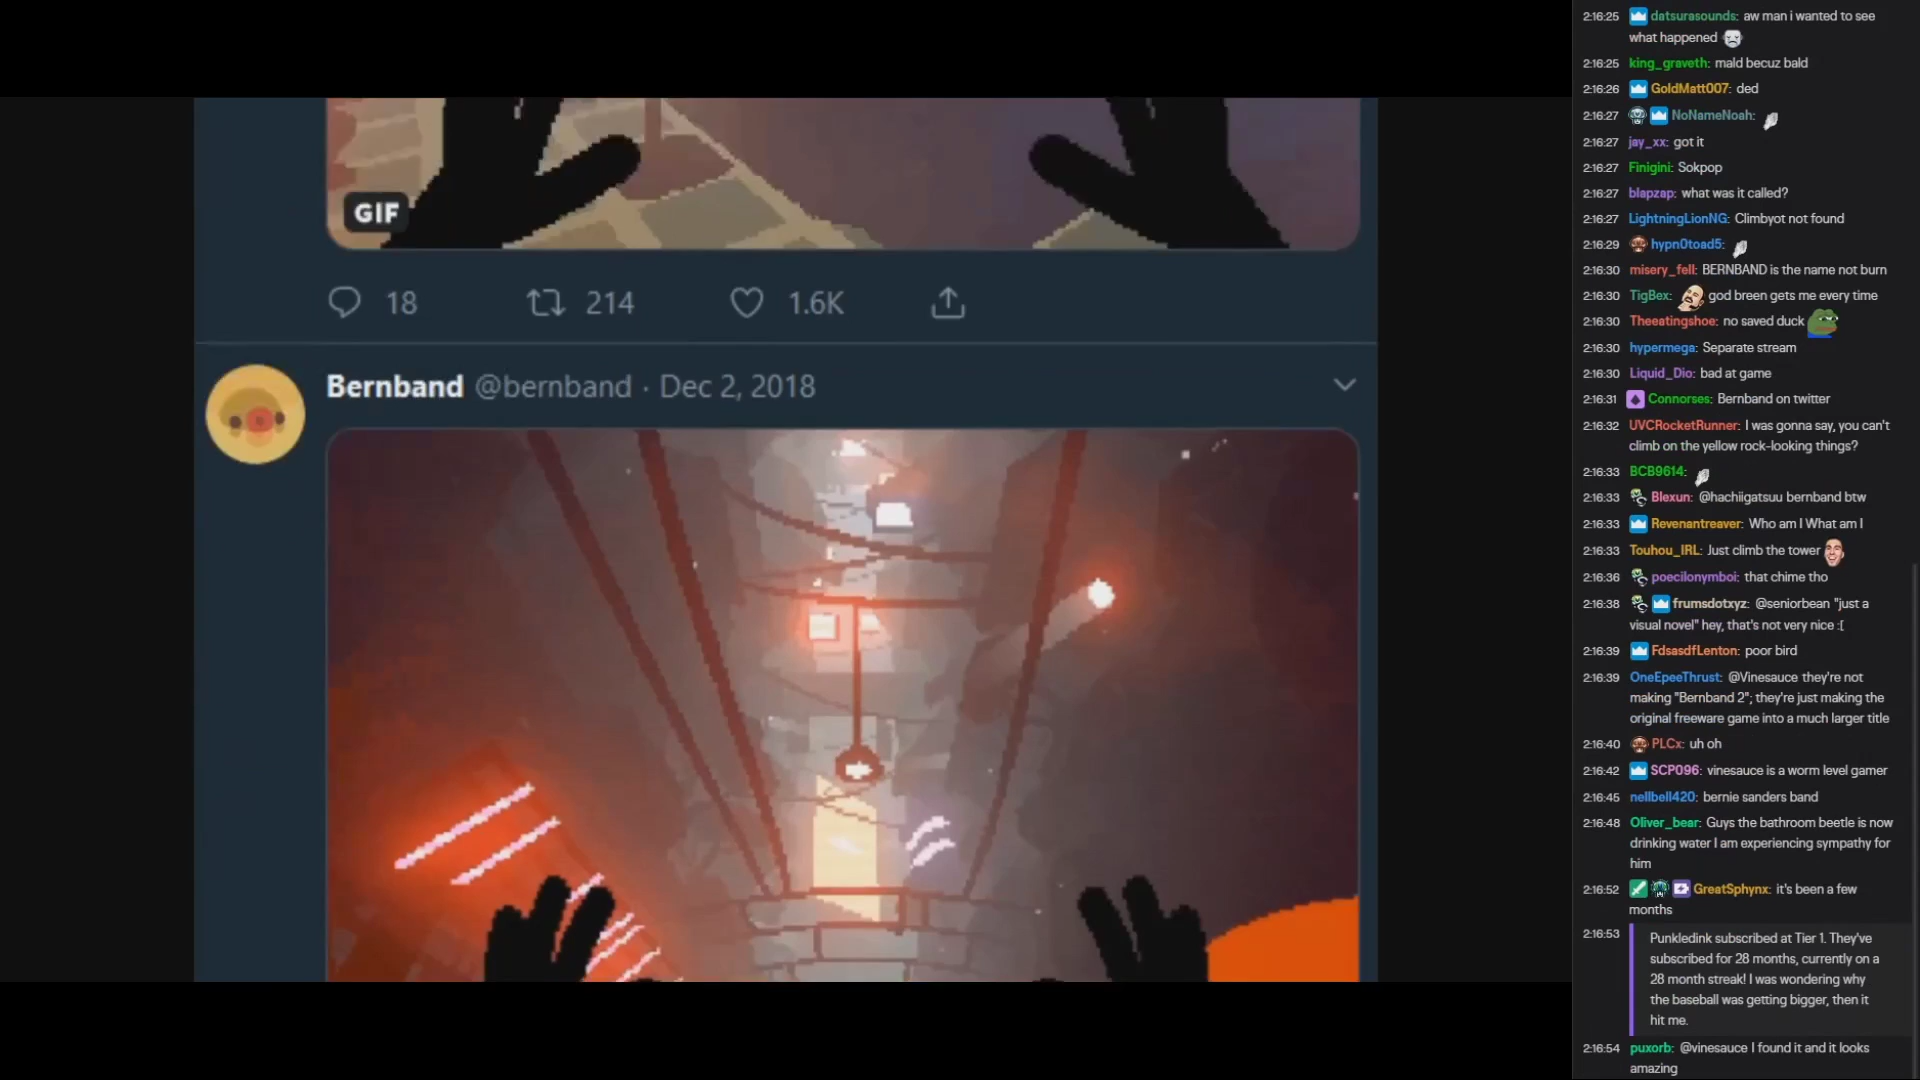 GIF
18 214 1.6K
Bernband @bernband · Dec 2, 2018
2:16:25 datsurasounds: aw man i wanted to see
what happened
2:16:25 king_graveth: mald becuz bald
2:16:26 GoldMatt007: ded
2:16:27 NoNameNoah:
2:16:27 jay_xx: got it
2:16:27 Finigini: Sokpop
2:16:27 blapzap: what was it called?
2:16:27 LightningLionNG: Climbyot not found
2:16:29 hypn0toad5:
2:16:30 misery_fell: BERNBAND is the name not burn
2:16:30 TigBex: god breen gets me every time
2:16:30 Theeatingshoe: no saved duck
2:16:30 hypermega: Separate stream
2:16:30 Liquid_Dio: bad at game
2:16:31 Connorses: Bernband on twitter
2:16:32 UVCRocketRunner: I was gonna say, you can't
climb on the yellow rock-looking things?
2:16:33 BCB9614:
2:16:33 Blexun: @hachiigatsuu bernband btw
2:16:33 Revenantreaver: Who am I What am I
2:16:33 Touhou_IRL: Just climb the tower
2:16:36 poecilonymboi: that chime tho
2:16:38 frumsdotxyz: @seniorbean "just a
visual novel" hey, that's not very nice :[
2:16:39 FdsasdfLenton: poor bird
2:16:39 OneEpeeThrust: @Vinesauce they're not
making "Bernband 2"; they're just making the
original freeware game into a much larger title
2:16:40 PLCx: uh oh
2:16:42 SCP096: vinesauce is a worm level gamer
2:16:45 nellbell420: bernie sanders band
2:16:48 Oliver_bear: Guys the bathroom beetle is now
drinking water I am experiencing sympathy for
him
2:16:52 GreatSphynx: it's been a few
months
2:16:53 Punkledink subscribed at Tier 1. They've
subscribed for 28 months, currently on a
28 month streak! I was wondering why
the baseball was getting bigger, then it
hit me.
2:16:54 puxorb: @vinesauce I found it and it looks
amazing